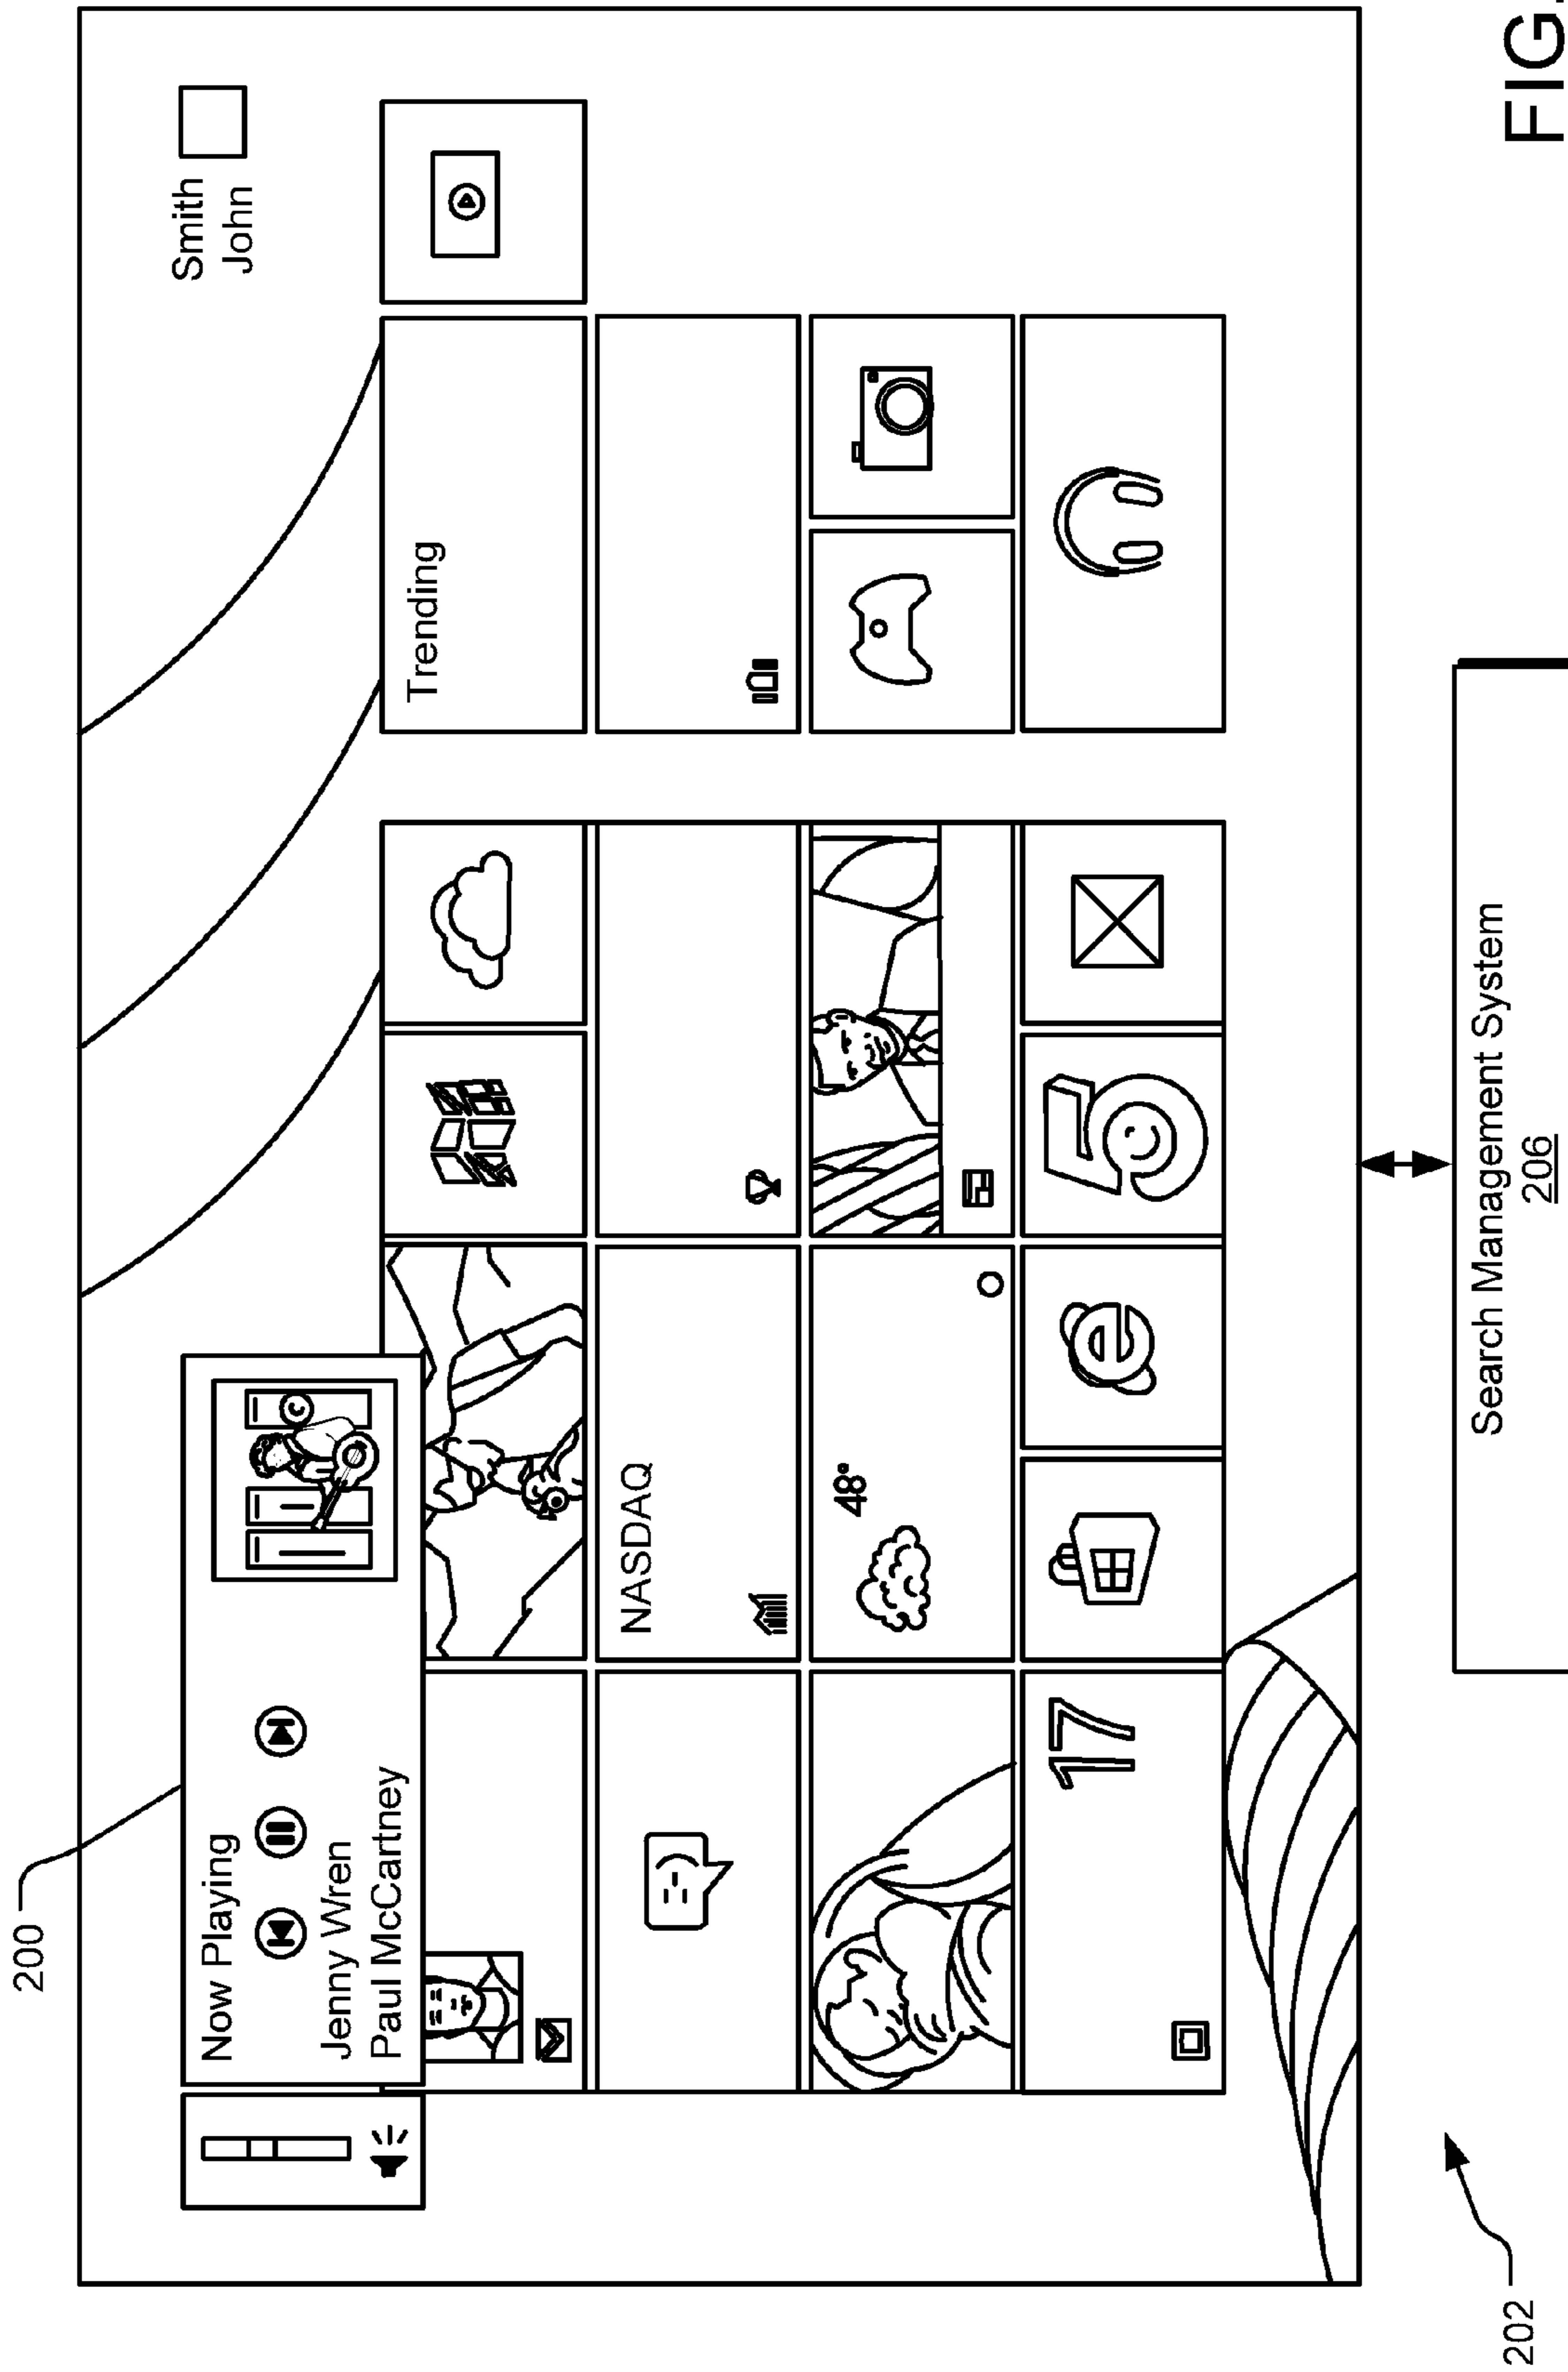 200
Now Playing
Jenny Wren
Paul McCartney
Smith
John
Trending
NASDAQ
48°
17
5
e
202
Search Management System
206
FIG.